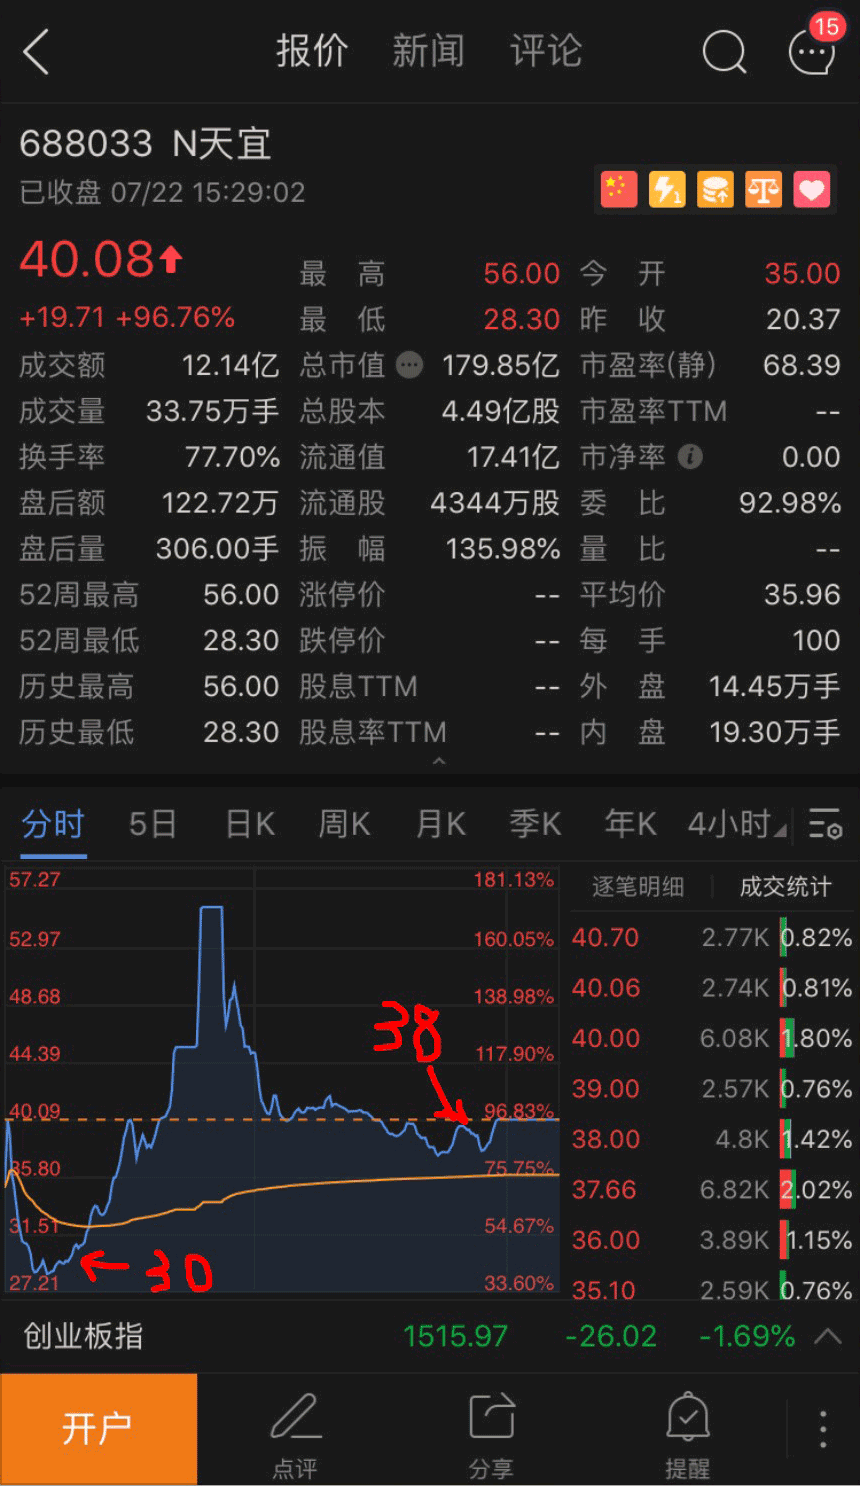 报价 新闻 评论 15
688033 N天宜
已收盘 07/22 15:29:02
1
40.08
+19.71 +96.76%
最高 56.00 今开 35.00
最低 28.30 昨收 20.37
成交额 12.14亿 总市值 179.85亿 市盈率(静) 68.39
成交量 33.75万手 总股本 4.49亿股 市盈率TTM --
换手率 77.70% 流通值 17.41亿 市净率 i 0.00
盘后额 122.72万 流通股 4344万股 委比 92.98%
盘后量 306.00手 振幅 135.98% 量比 --
52周最高 56.00 涨停价 -- 平均价 35.96
52周最低 28.30 跌停价 -- 每手 100
历史最高 56.00 股息TTM -- 外盘 14.45万手
历史最低 28.30 股息率TTM -- 内盘 19.30万手
分时 5日 日K 周K 月K 季K 年K 4小时
57.27 181.13%
52.97 160.05%
48.68 138.98%
44.39 117.90%
40.09 96.83%
35.80 75.75%
31.51 54.67%
27.21 33.60%
38
30
逐笔明细 成交统计
40.70 2.77K 0.82%
40.06 2.74K 0.81%
40.00 6.08K 1.80%
39.00 2.57K 0.76%
38.00 4.8K 1.42%
37.66 6.82K 2.02%
36.00 3.89K 1.15%
35.10 2.59K 0.76%
创业板指 1515.97 -26.02 -1.69%
开户 点评 分享 提醒